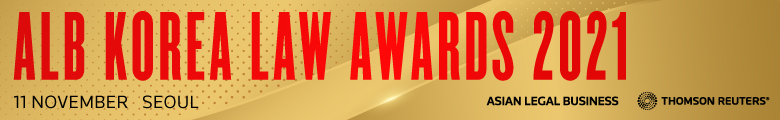 ALB KOREA LAW AWARDS 2021
11 NOVEMBER SEOUL
ASIAN LEGAL BUSINESS
THOMSON REUTERS®